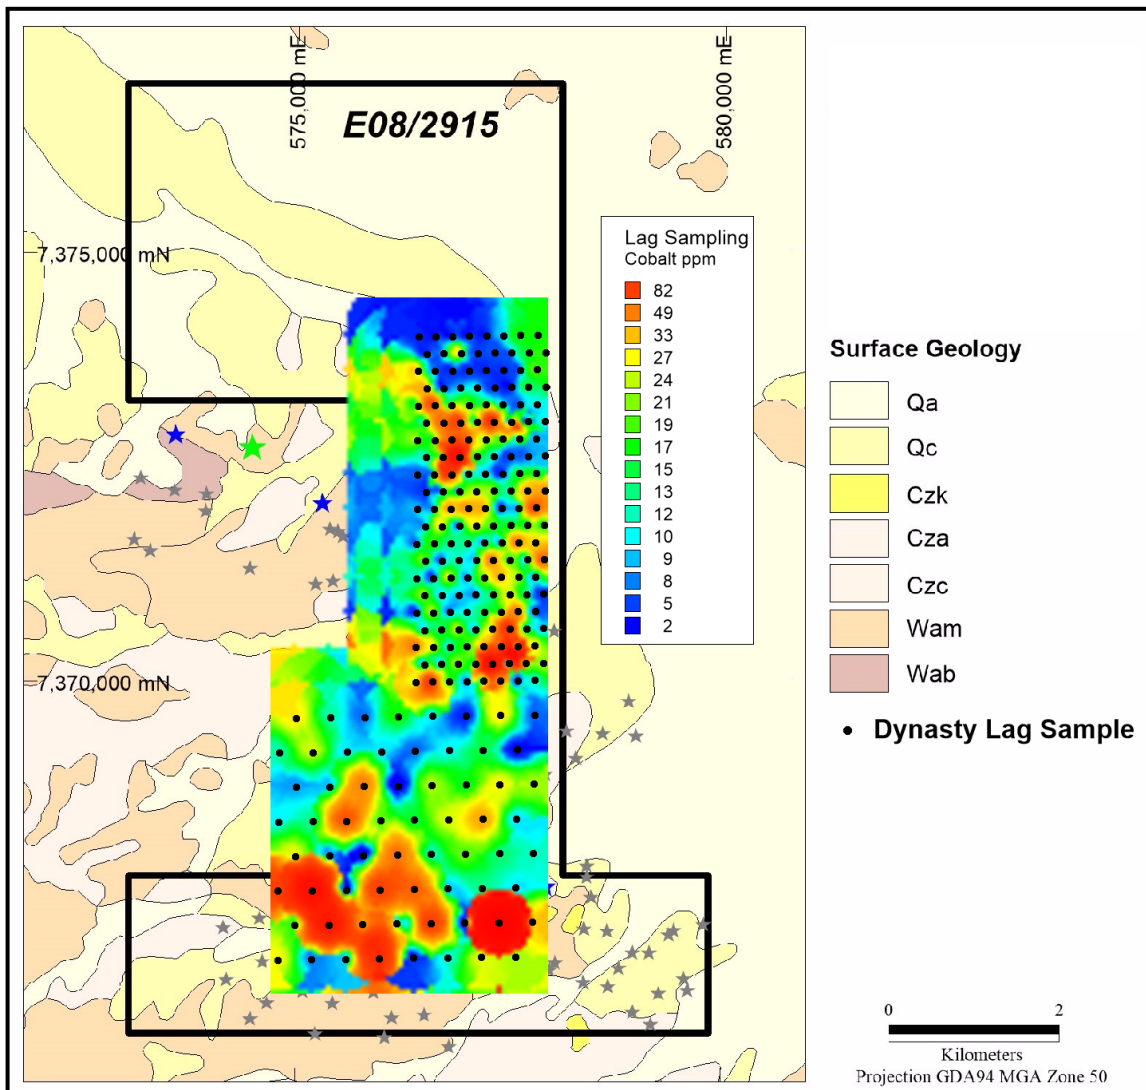 575,000 mE
580,000 mE
E08/2915
7,375,000 mN
Lag Sampling
Cobalt ppm
82
49
33
27
24
21
19
17
15
13
12
10
9
8
5
2
7,370,000 mN
Surface Geology
Qa
Qc
Czk
Cza
Czc
Wam
Wab
Dynasty Lag Sample
0 2
Kilometers
Projection GDA94 MGA Zone 50